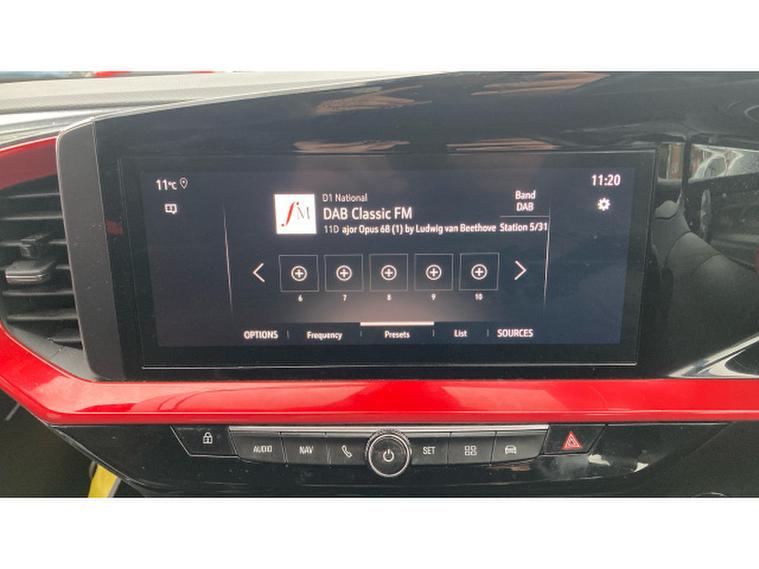 11°C
11:20
D1 National
Band
DAB
fM
DAB Classic FM
11D ajor Opus 68 (1) by Ludwig van Beethove
Station 5/31
6 7 8 9 10
OPTIONS Frequency Presets List SOURCES
AUDIO NAV SET